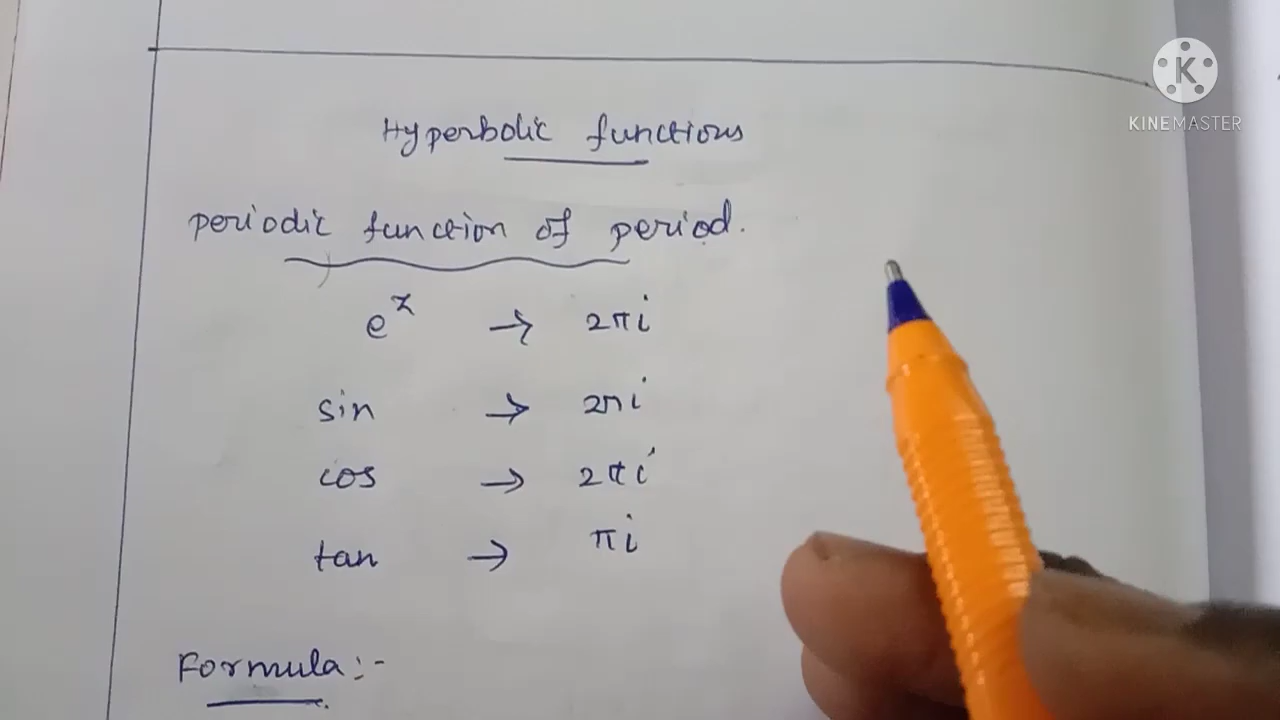 K
KINEMASTER
Hyperbolic functions
periodic function of period.
e^z → 2πi
sin → 2πi
cos → 2πi
tan → πi
Formula:-